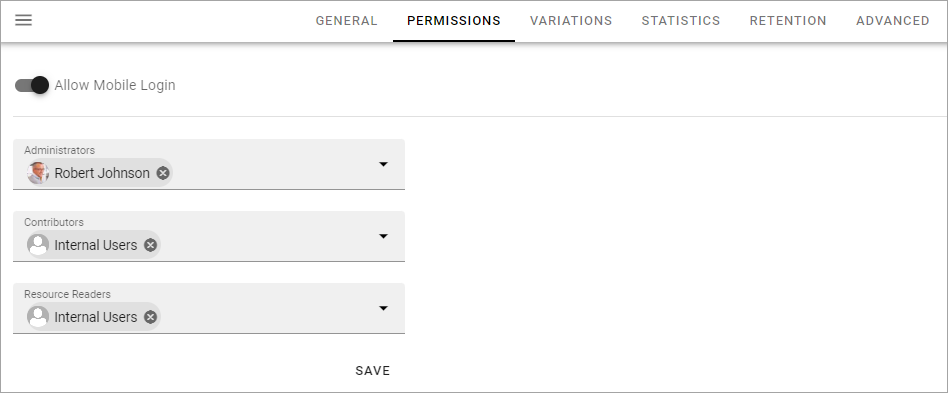 GENERAL PERMISSIONS VARIATIONS STATISTICS RETENTION ADVANCED
Allow Mobile Login
Administrators
Robert Johnson
Contributors
Internal Users
Resource Readers
Internal Users
SAVE